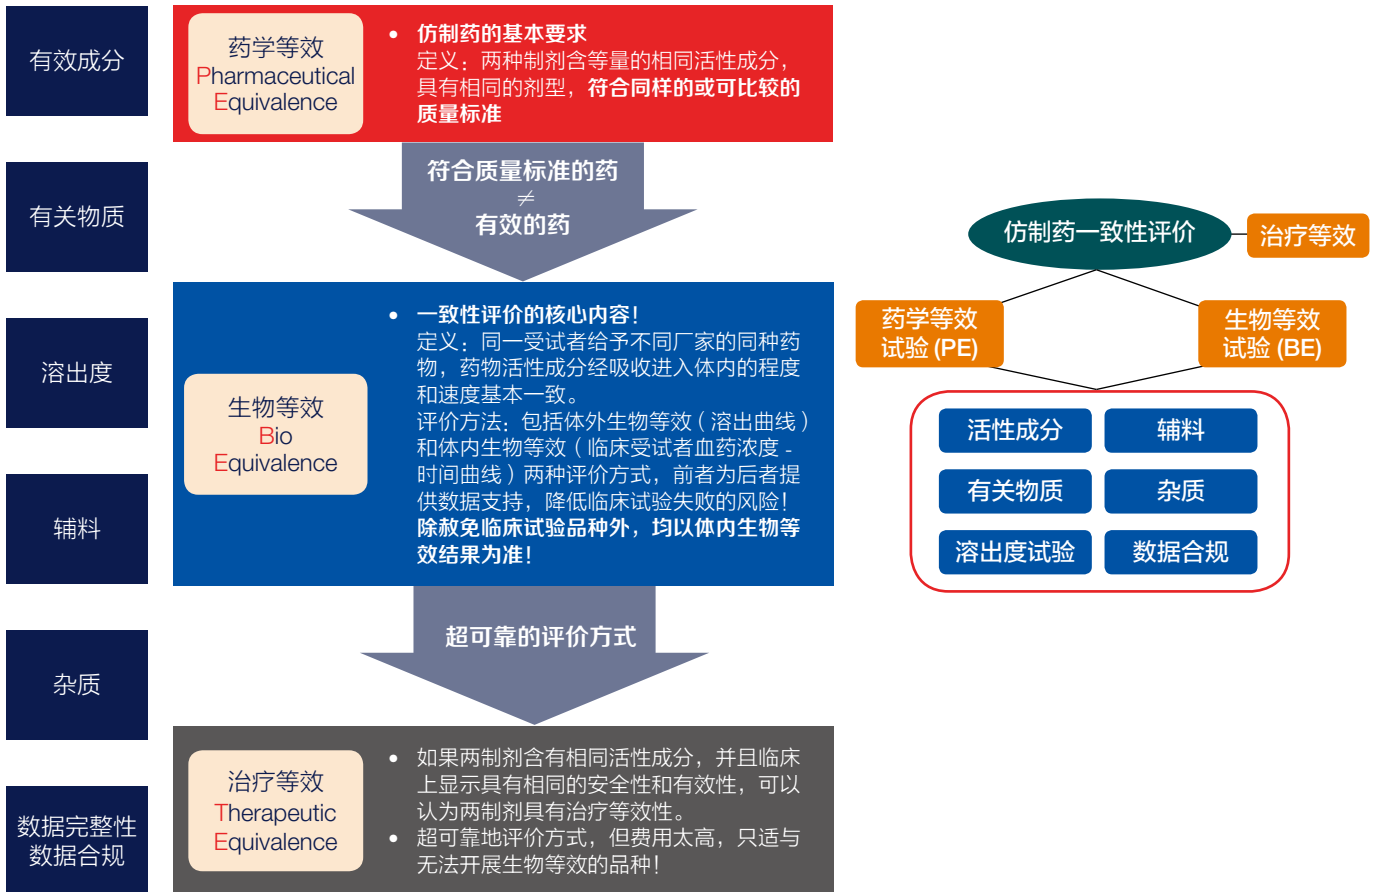 有效成分
有关物质
溶出度
辅料
杂质
数据完整性
数据合规
药学等效
Pharmaceutical
Equivalence
• 仿制药的基本要求
定义：两种制剂含等量的相同活性成分，
具有相同的剂型，符合同样的或可比较的
质量标准
符合质量标准的药
≠
有效的药
生物等效
Bio
Equivalence
• 一致性评价的核心内容！
定义：同一受试者给予不同厂家的同种药
物，药物活性成分经吸收进入体内的程度
和速度基本一致。
评价方法：包括体外生物等效（溶出曲线）
和体内生物等效（临床受试者血药浓度 -
时间曲线）两种评价方式，前者为后者提
供数据支持，降低临床试验失败的风险！
除赦免临床试验品种外，均以体内生物等
效结果为准！
超可靠的评价方式
治疗等效
Therapeutic
Equivalence
• 如果两制剂含有相同活性成分，并且临床
上显示具有相同的安全性和有效性，可以
认为两制剂具有治疗等效性。
• 超可靠地评价方式，但费用太高，只适与
无法开展生物等效的品种！
仿制药一致性评价
治疗等效
药学等效
试验 (PE)
生物等效
试验 (BE)
活性成分
辅料
有关物质
杂质
溶出度试验
数据合规